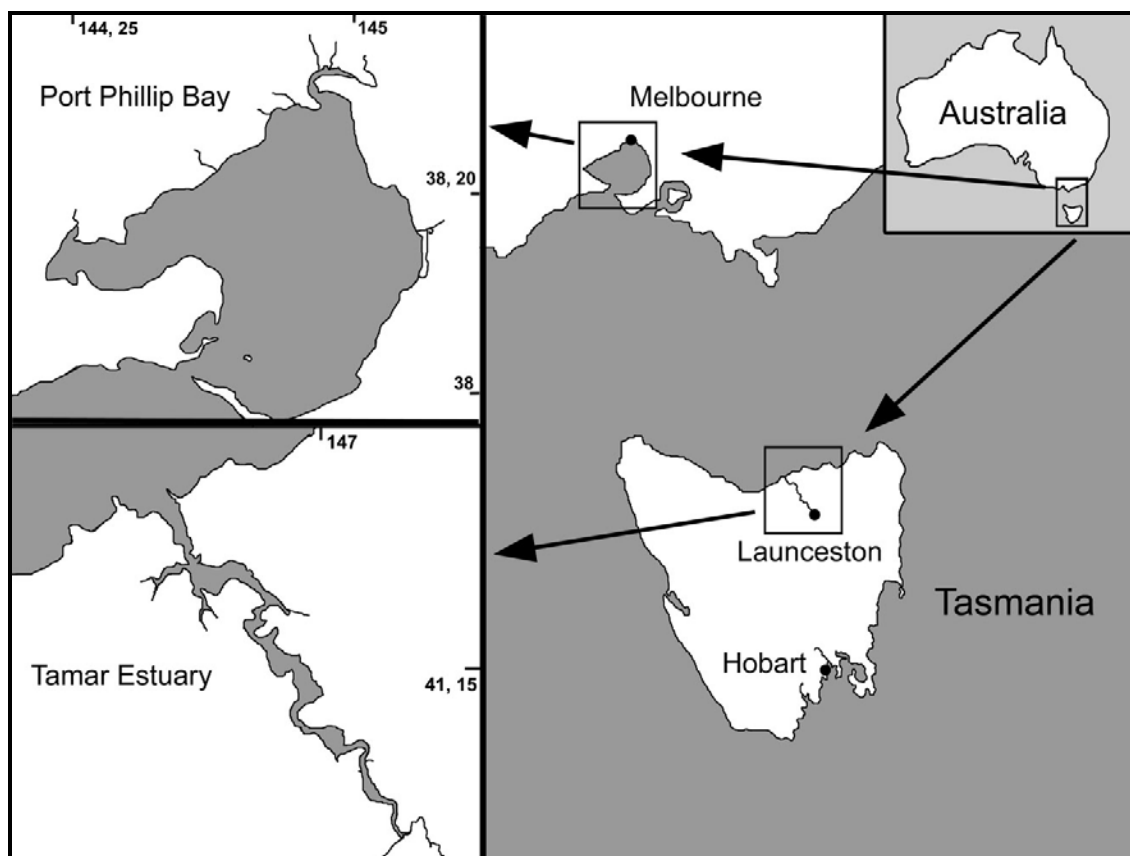 144, 25
145
Port Phillip Bay
38, 20
38
147
Tamar Estuary
41, 15
Melbourne
Australia
Launceston
Tasmania
Hobart